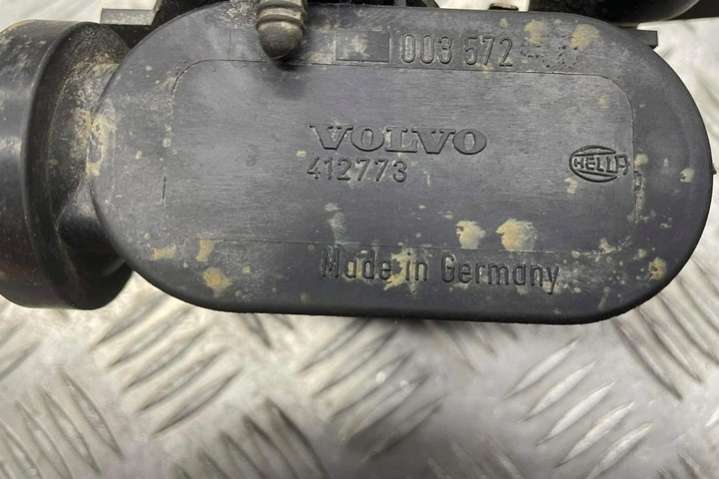 003 572
VOLVO
412773
HELLA
Made in Germany